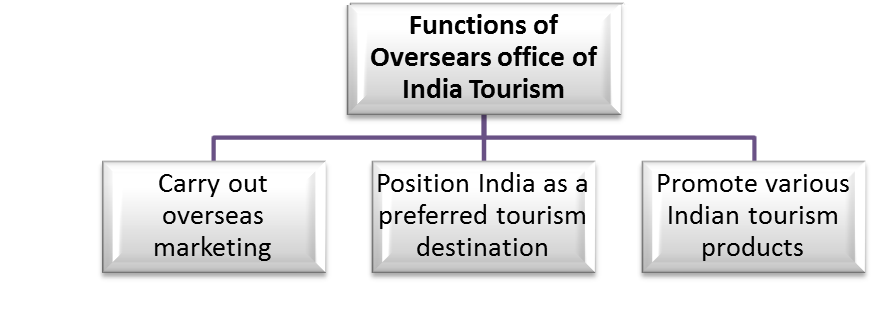 Functions of
Oversears office of
India Tourism
Carry out
overseas
marketing
Position India as a
preferred tourism
destination
Promote various
Indian tourism
products